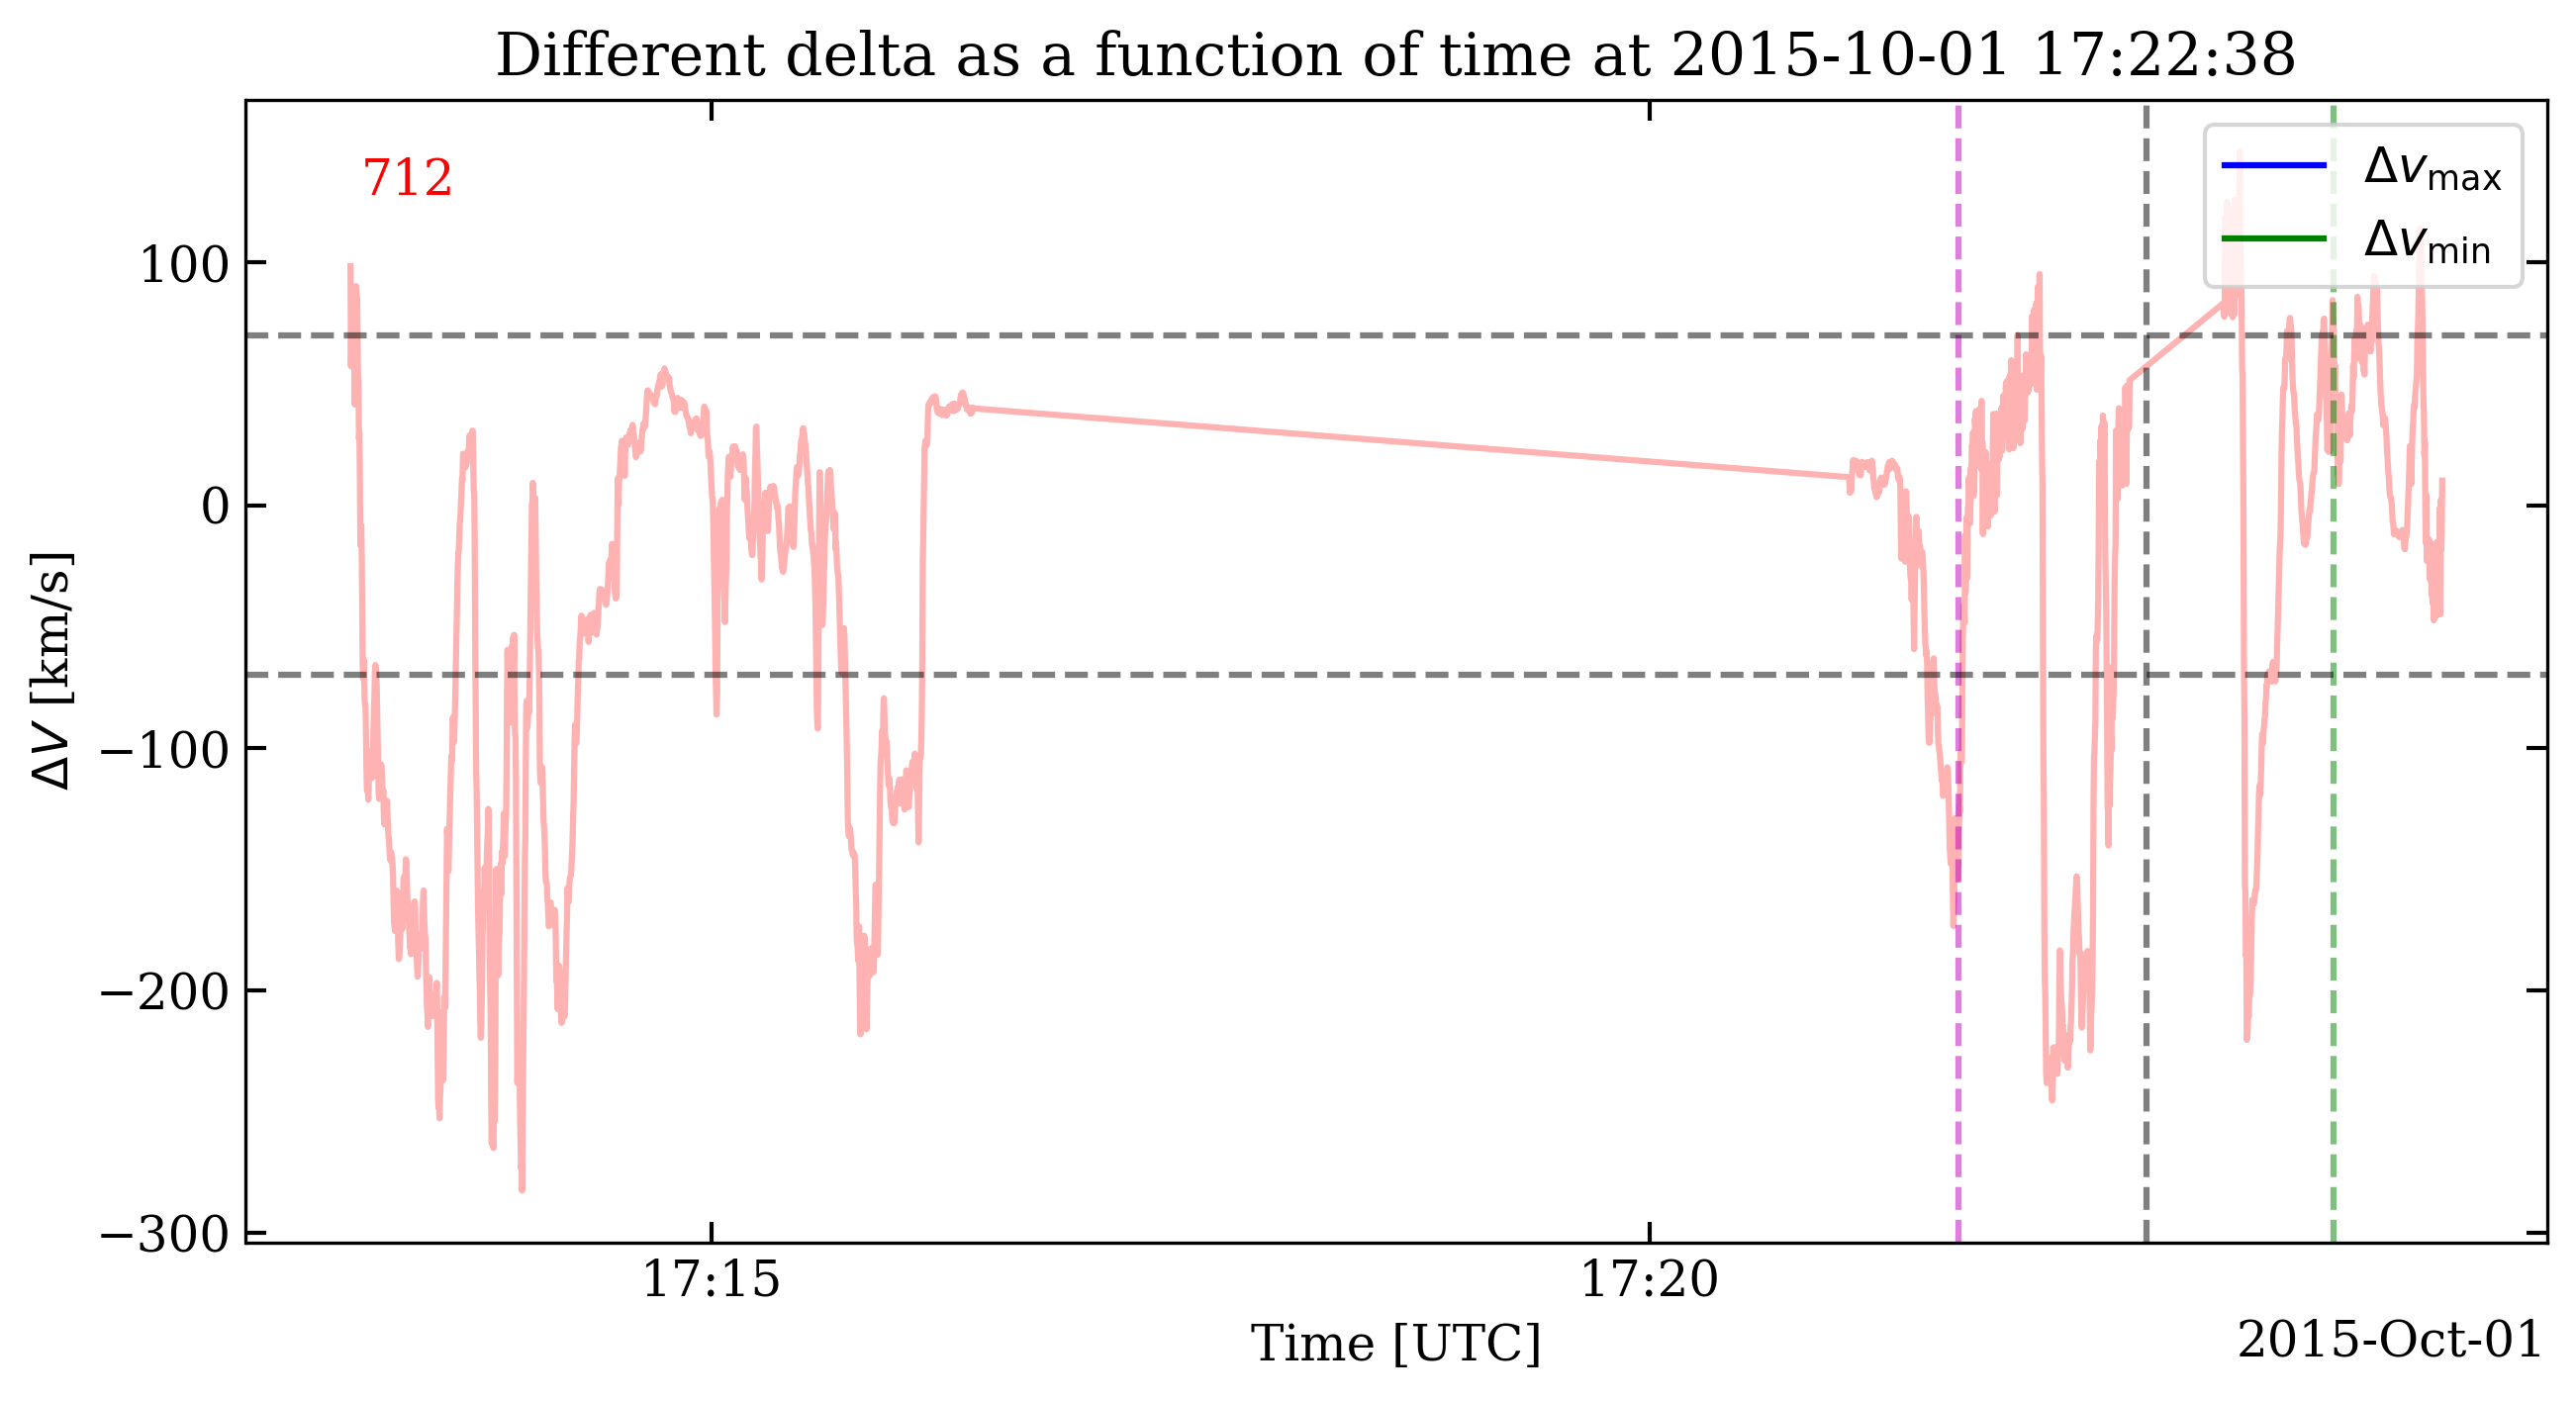 Different delta as a function of time at 2015-10-01 17:22:38
712
Δv_max
Δv_min
100
0
−100
−200
−300
ΔV [km/s]
17:15
17:20
Time [UTC]
2015-Oct-01